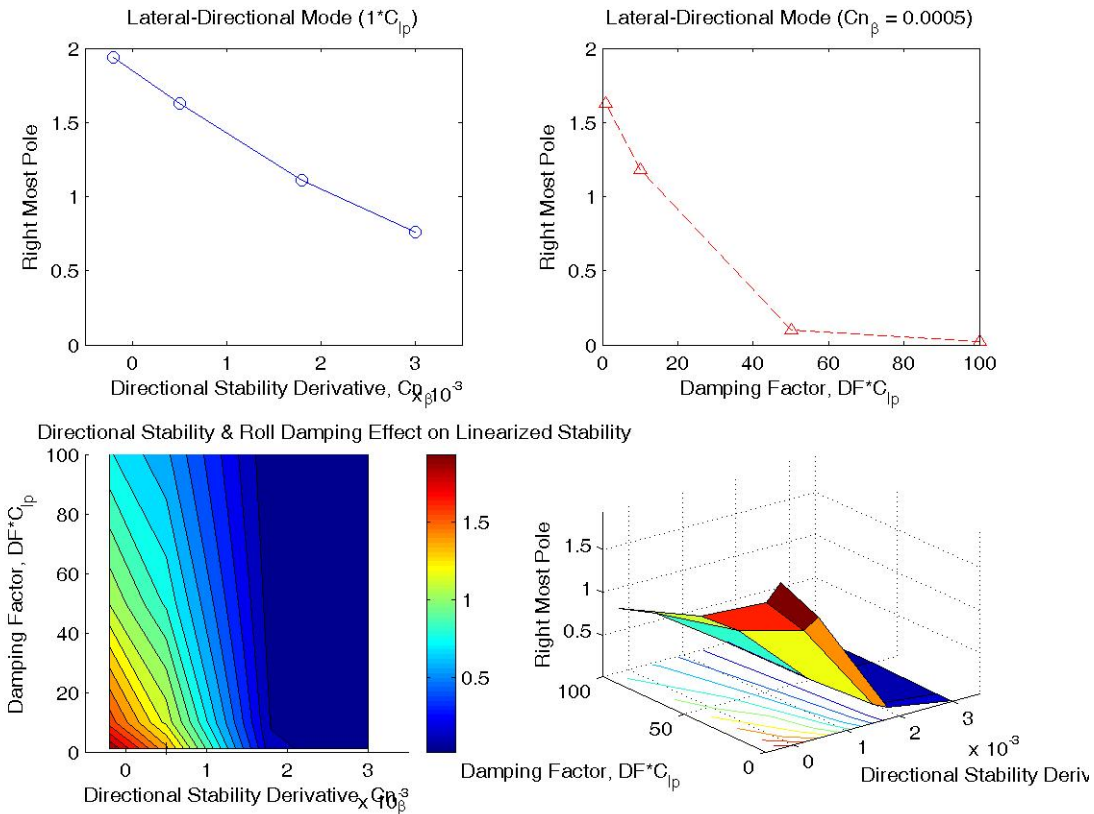 Lateral-Directional Mode (1*C_lp)
2
1.5
1
0.5
0
Right Most Pole
0 1 2 3
Directional Stability Derivative, Cn_β
x 10^-3
Lateral-Directional Mode (Cn_β = 0.0005)
2
1.5
1
0.5
0
Right Most Pole
0 20 40 60 80 100
Damping Factor, DF*C_lp
Directional Stability & Roll Damping Effect on Linearized Stability
100
80
60
40
20
0
Damping Factor, DF*C_lp
0 1 2 3
Directional Stability Derivative, Cn_β
x 10^-3
1.5
1
0.5
Right Most Pole
1.5
1
0.5
100
50
0
Damping Factor, DF*C_lp
0 1 2 3
x 10^-3
Directional Stability Deriv